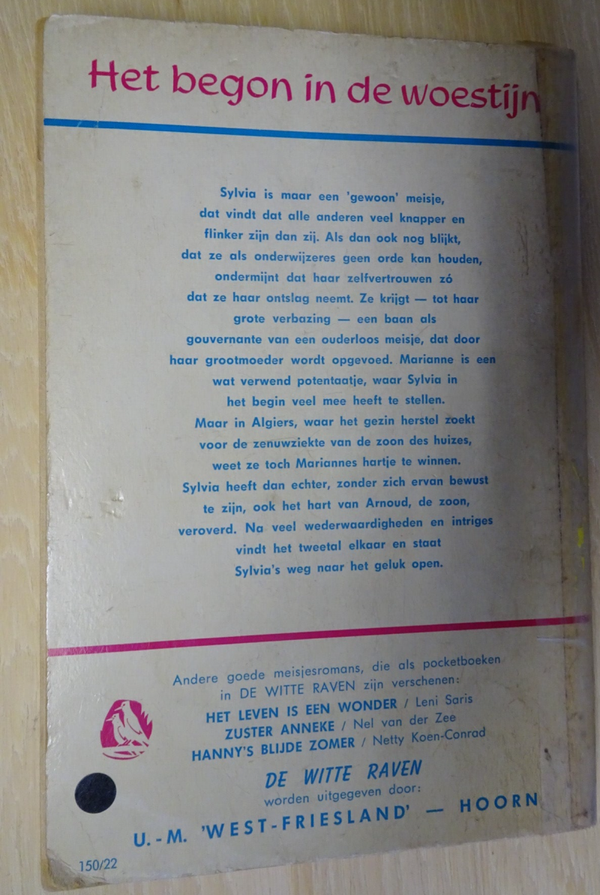 Het begon in de woestijn
Sylvia is maar een 'gewoon' meisje,
dat vindt dat alle anderen veel knapper en
flinker zijn dan zij. Als dan ook nog blijkt,
dat ze als onderwijzeres geen orde kan houden,
ondermijnt dat haar zelfvertrouwen zó
dat ze haar ontslag neemt. Ze krijgt — tot haar
grote verbazing — een baan als
gouvernante van een ouderloos meisje, dat door
haar grootmoeder wordt opgevoed. Marianne is een
wat verwend potentaatje, waar Sylvia in
het begin veel mee heeft te stellen.
Maar in Algiers, waar het gezin herstel zoekt
voor de zenuwziekte van de zoon des huizes,
weet ze toch Mariannes hartje te winnen.
Sylvia heeft dan echter, zonder zich ervan bewust
te zijn, ook het hart van Arnoud, de zoon,
veroverd. Na veel wederwaardigheden en intriges
vindt het tweetal elkaar en staat
Sylvia's weg naar het geluk open.
Andere goede meisjesromans, die als pocketboeken
in DE WITTE RAVEN zijn verschenen:
HET LEVEN IS EEN WONDER / Leni Saris
ZUSTER ANNEKE / Nel van der Zee
HANNY'S BLIJDE ZOMER / Netty Koen-Conrad
DE WITTE RAVEN
worden uitgegeven door:
U.-M. 'WEST-FRIESLAND' — HOORN
150/22